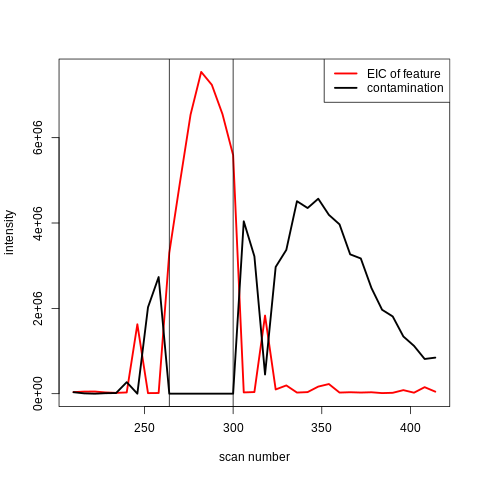 EIC of feature
contamination
intensity
6e+06
4e+06
2e+06
0e+00
250
300
350
400
scan number